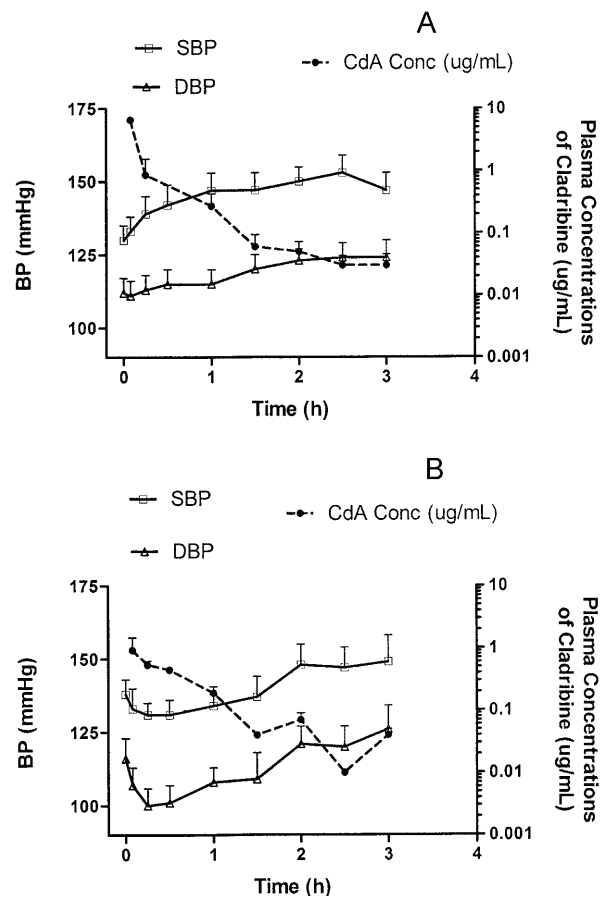 A
SBP
CdA Conc (ug/mL)
DBP
175
150
125
100
BP (mmHg)
10
1
0.1
0.01
0.001
Plasma Concentrations
of Cladribine (ug/mL)
0 1 2 3 4
Time (h)
B
SBP
CdA Conc (ug/mL)
DBP
175
150
125
100
BP (mmHg)
10
1
0.1
0.01
0.001
Plasma Concentrations
of Cladribine (ug/mL)
0 1 2 3 4
Time (h)